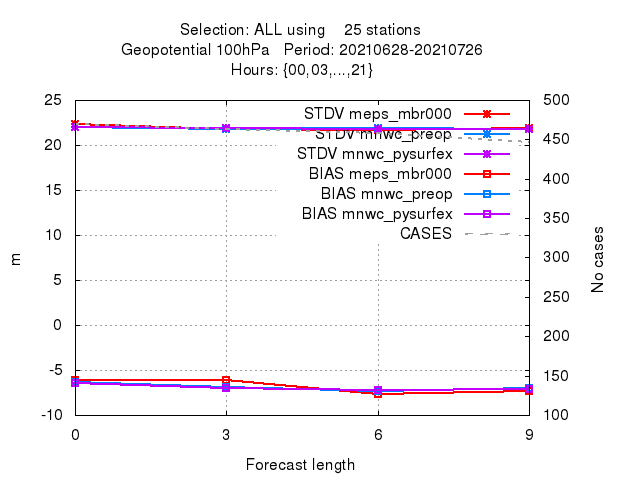 Selection: ALL using 25 stations
Geopotential 100hPa Period: 20210628-20210726
Hours: {00,03,...,21}
25
20
15
10
5
0
-5
-10
m
500
450
400
350
300
250
200
150
100
No cases
STDV meps_mbr000
STDV mnwc_preop
STDV mnwc_pysurfex
BIAS meps_mbr000
BIAS mnwc_preop
BIAS mnwc_pysurfex
CASES
0 3 6 9
Forecast length